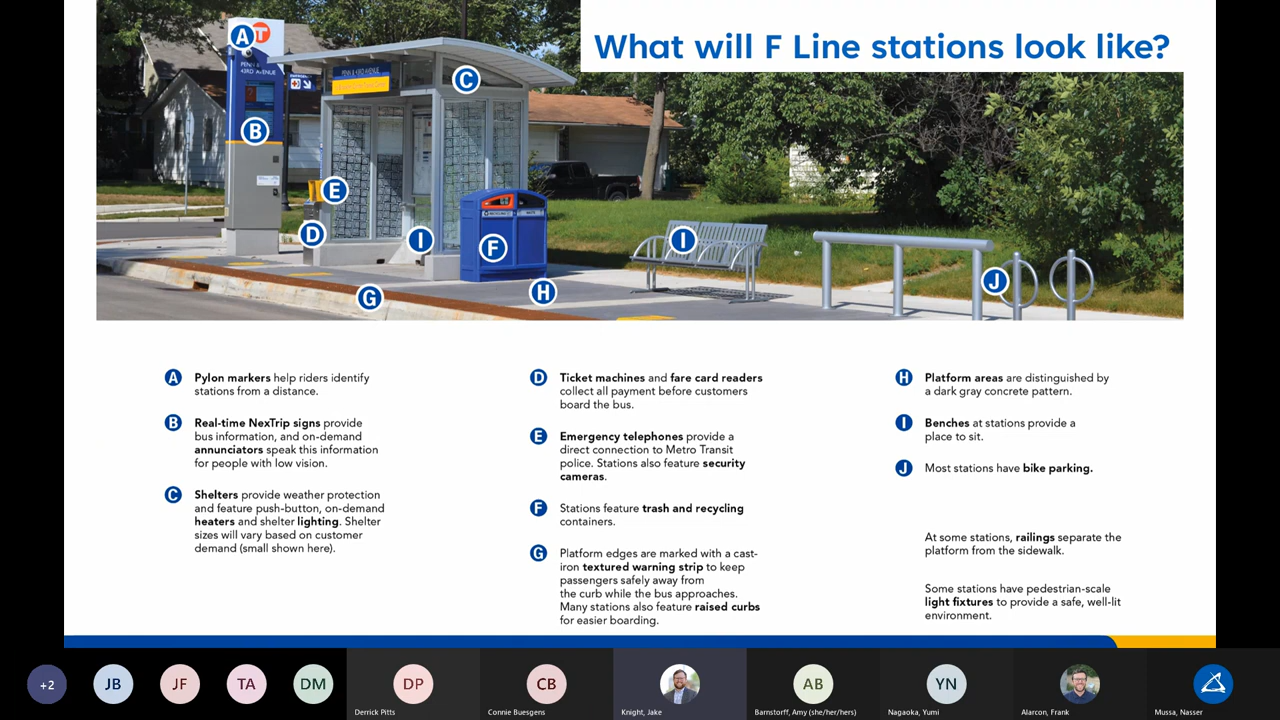 What will F Line stations look like?
A
T
PENN &
43RD AVENUE
PENN & 43RD AVENUE
B
C
E
D
I
F
G
H
I
J
A Pylon markers help riders identify
stations from a distance.
B Real-time NexTrip signs provide
bus information, and on-demand
annunciators speak this information
for people with low vision.
C Shelters provide weather protection
and feature push-button, on-demand
heaters and shelter lighting. Shelter
sizes will vary based on customer
demand (small shown here).
D Ticket machines and fare card readers
collect all payment before customers
board the bus.
E Emergency telephones provide a
direct connection to Metro Transit
police. Stations also feature security
cameras.
F Stations feature trash and recycling
containers.
G Platform edges are marked with a cast-
iron textured warning strip to keep
passengers safely away from
the curb while the bus approaches.
Many stations also feature raised curbs
for easier boarding.
H Platform areas are distinguished by
a dark gray concrete pattern.
I Benches at stations provide a
place to sit.
J Most stations have bike parking.
At some stations, railings separate the
platform from the sidewalk.
Some stations have pedestrian-scale
light fixtures to provide a safe, well-lit
environment.
+2
JB
JF
TA
DM
DP
Derrick Pitts
CB
Connie Buesgens
Knight, Jake
AB
Barnstorff, Amy (she/her/hers)
YN
Nagaoka, Yumi
Alarcon, Frank
Mussa, Nasser